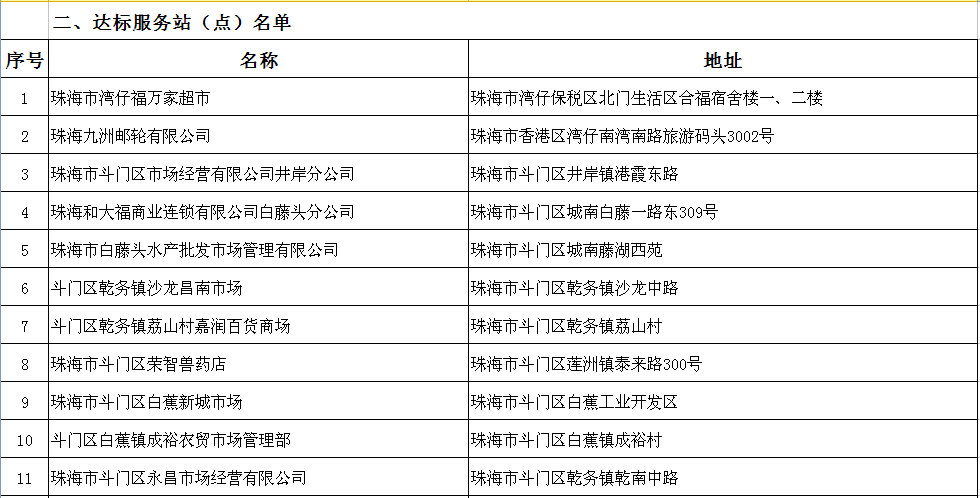 二、达标服务站（点）名单
序号 名称 地址
1 珠海市湾仔福万家超市 珠海市湾仔保税区北门生活区合福宿舍楼一、二楼
2 珠海九洲邮轮有限公司 珠海市香港区湾仔南湾南路旅游码头3002号
3 珠海市斗门区市场经营有限公司井岸分公司 珠海市斗门区井岸镇港霞东路
4 珠海和大福商业连锁有限公司白藤头分公司 珠海市斗门区城南白藤一路东309号
5 珠海市白藤头水产批发市场管理有限公司 珠海市斗门区城南藤湖西苑
6 斗门区乾务镇沙龙昌南市场 珠海市斗门区乾务镇沙龙中路
7 斗门区乾务镇荔山村嘉润百货商场 珠海市斗门区乾务镇荔山村
8 珠海市斗门区荣智兽药店 珠海市斗门区莲洲镇泰来路300号
9 珠海市斗门区白蕉新城市场 珠海市斗门区白蕉工业开发区
10 斗门区白蕉镇成裕农贸市场管理部 珠海市斗门区白蕉镇成裕村
11 珠海市斗门区永昌市场经营有限公司 珠海市斗门区乾务镇乾南中路